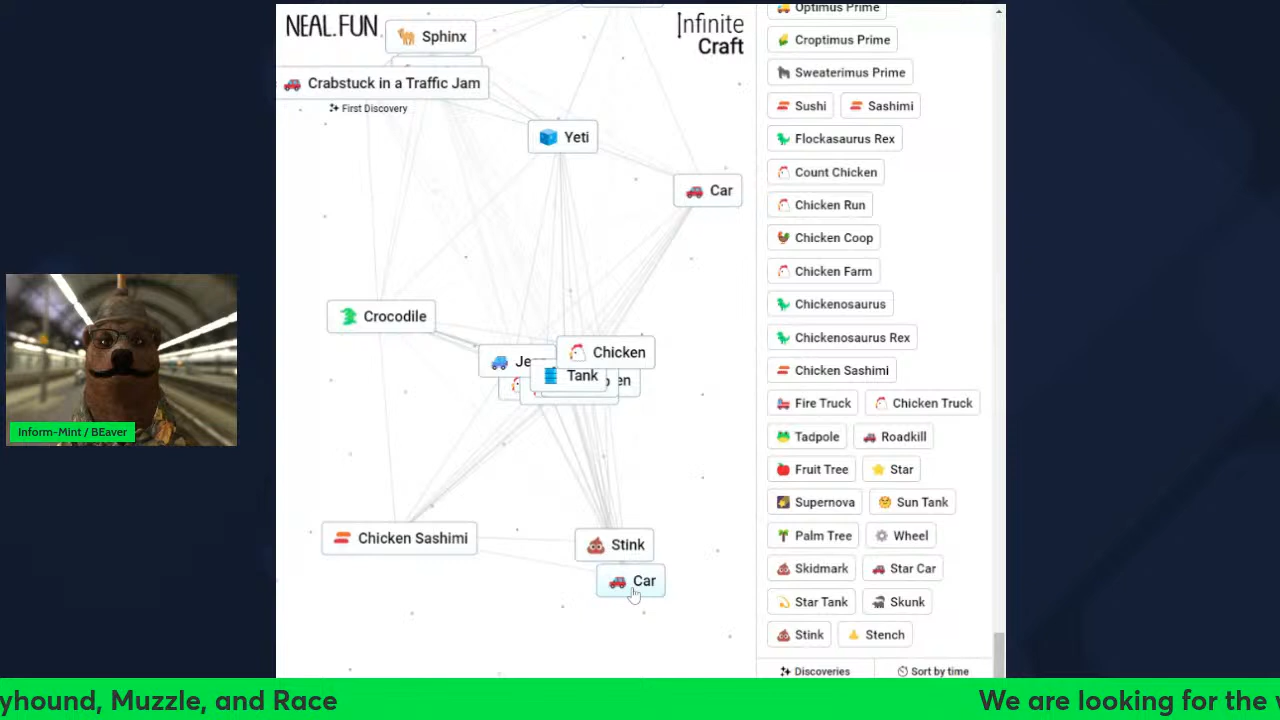 NEAL.FUN
Infinite
Craft
Sphinx
Crabstuck in a Traffic Jam
First Discovery
Yeti
Car
Crocodile
Chicken
Je
Tank
en
Chicken Sashimi
Stink
Car
Optimus Prime
Croptimus Prime
Sweaterimus Prime
Sushi Sashimi
Flockasaurus Rex
Count Chicken
Chicken Run
Chicken Coop
Chicken Farm
Chickenosaurus
Chickenosaurus Rex
Chicken Sashimi
Fire Truck Chicken Truck
Tadpole Roadkill
Fruit Tree Star
Supernova Sun Tank
Palm Tree Wheel
Skidmark Star Car
Star Tank Skunk
Stink Stench
Discoveries Sort by time
Inform-Mint / BEaver
yhound, Muzzle, and Race We are looking for the